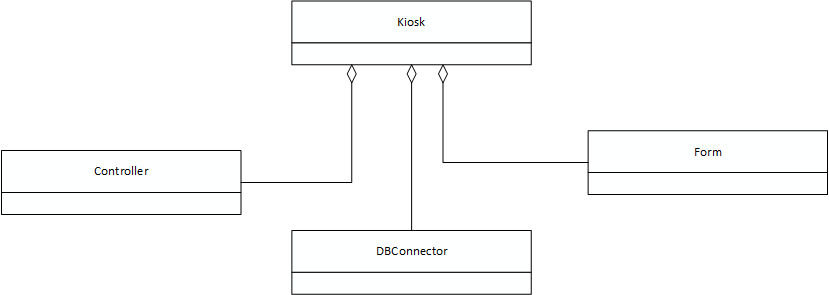 Kiosk
Controller
Form
DBConnector